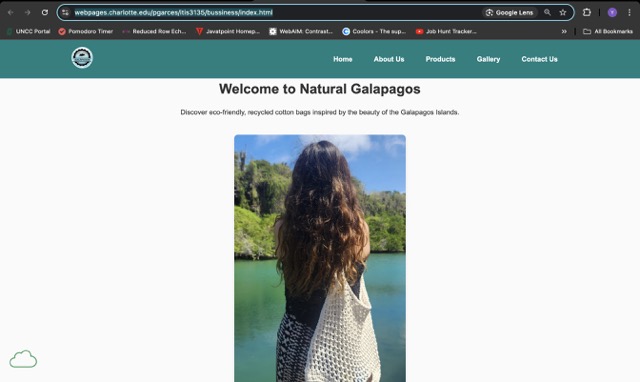 webpages.charlotte.edu/pgarces/itis3135/bussiness/index.html
Google Lens
UNCC Portal
Pomodoro Timer
Reduced Row Ech...
Javatpoint Homep...
WebAIM: Contrast...
Coolors - The sup...
Job Hunt Tracker...
»
All Bookmarks
Home
About Us
Products
Gallery
Contact Us
Welcome to Natural Galapagos
Discover eco-friendly, recycled cotton bags inspired by the beauty of the Galapagos Islands.